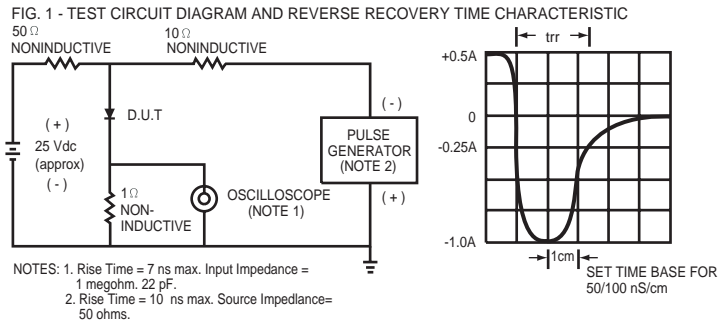 FIG. 1 - TEST CIRCUIT DIAGRAM AND REVERSE RECOVERY TIME CHARACTERISTIC
50 Ω
NONINDUCTIVE
10 Ω
NONINDUCTIVE
( + )
25 Vdc
(approx)
( - )
D.U.T
1 Ω
NON-
INDUCTIVE
OSCILLOSCOPE
(NOTE 1)
( - )
PULSE
GENERATOR
(NOTE 2)
( + )
trr
+0.5A
0
-0.25A
-1.0A
1cm
SET TIME BASE FOR
50/100 nS/cm
NOTES: 1. Rise Time = 7 ns max. Input Impedance =
1 megohm. 22 pF.
2. Rise Time = 10 ns max. Source Impedlance=
50 ohms.